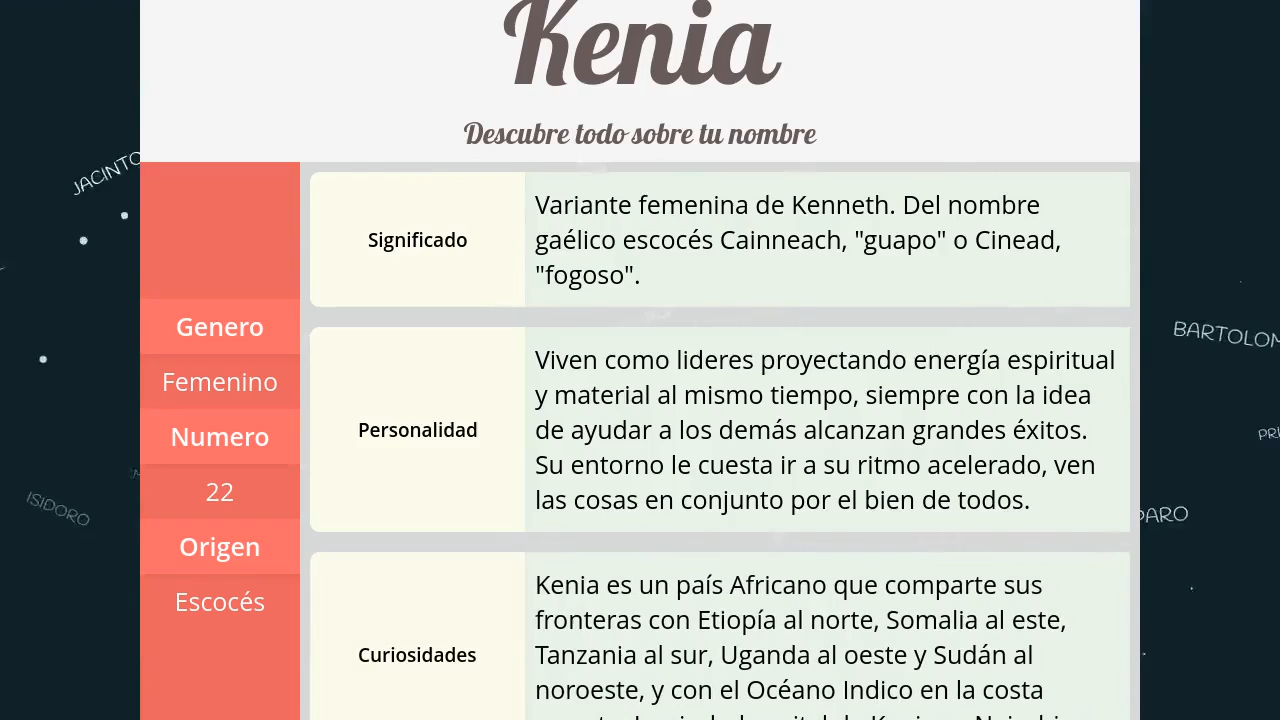 Kenia
Descubre todo sobre tu nombre
JACINTO
ISIDORO
Genero
Femenino
Numero
22
Origen
Escocés
Significado
Variante femenina de Kenneth. Del nombre
gaélico escocés Cainneach, "guapo" o Cinead,
"fogoso".
Personalidad
Viven como lideres proyectando energía espiritual
y material al mismo tiempo, siempre con la idea
de ayudar a los demás alcanzan grandes éxitos.
Su entorno le cuesta ir a su ritmo acelerado, ven
las cosas en conjunto por el bien de todos.
Curiosidades
Kenia es un país Africano que comparte sus
fronteras con Etiopía al norte, Somalia al este,
Tanzania al sur, Uganda al oeste y Sudán al
noroeste, y con el Océano Indico en la costa
BARTOLOM
PARO